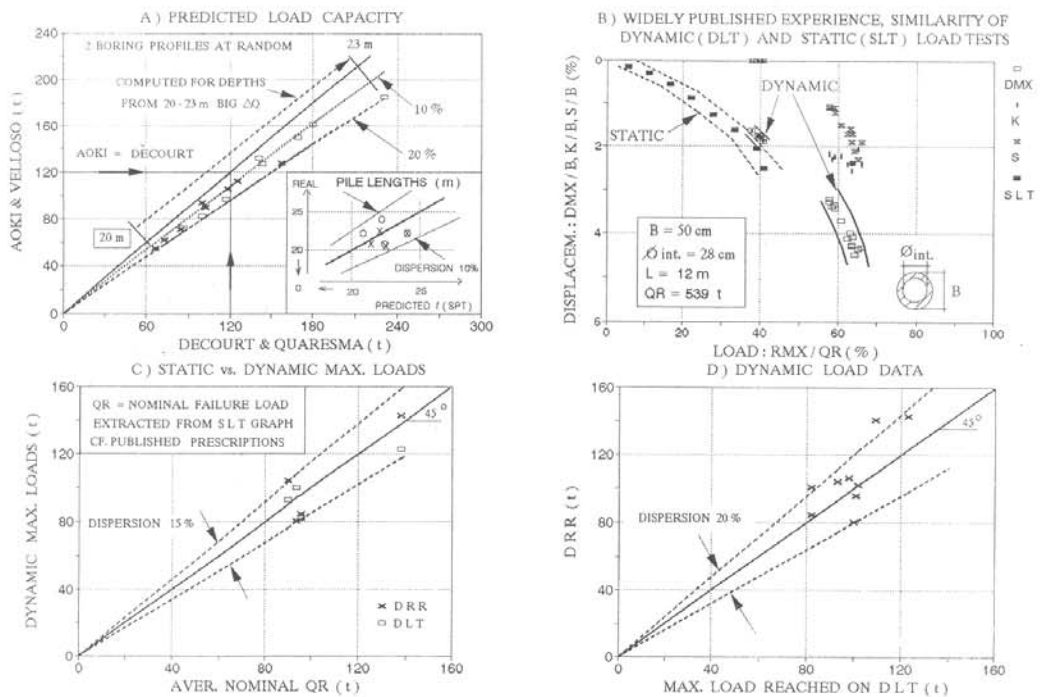 A ) PREDICTED LOAD CAPACITY
240
200
160
120
80
40
0
AOKI & VELLOSO ( t )
2 BORING PROFILES AT RANDOM
23 m
COMPUTED FOR DEPTHS
FROM 20 - 23 m BIG ΔQ
10 %
20 %
AOKI = DECOURT
20 m
REAL
PILE LENGTHS (m)
25
20
0
DISPERSION 10%
20
25
PREDICTED ℓ (SPT)
0
60
120
180
240
300
DECOURT & QUARESMA ( t )
B ) WIDELY PUBLISHED EXPERIENCE, SIMILARITY OF
DYNAMIC ( DLT ) AND STATIC ( SLT ) LOAD TESTS
DISPLACEM. : DMX / B, K / B, S / B (%)
0
2
4
6
DYNAMIC
STATIC
DMX
K
S
SLT
B = 50 cm
Ø int. = 28 cm
L = 12 m
QR = 539 t
Ø int.
B
0
20
40
60
80
100
LOAD : RMX / QR ( % )
C ) STATIC vs. DYNAMIC MAX. LOADS
DYNAMIC MAX. LOADS ( t )
160
120
80
40
0
QR = NOMINAL FAILURE LOAD
EXTRACTED FROM S L T GRAPH
CF. PUBLISHED PRESCRIPTIONS
45 °
DISPERSION 15 %
D R R
D L T
0
40
80
120
160
AVER. NOMINAL QR ( t )
D ) DYNAMIC LOAD DATA
DRR ( t )
160
120
80
40
0
45 °
DISPERSION 20 %
0
40
80
120
160
MAX. LOAD REACHED ON D L T ( t )